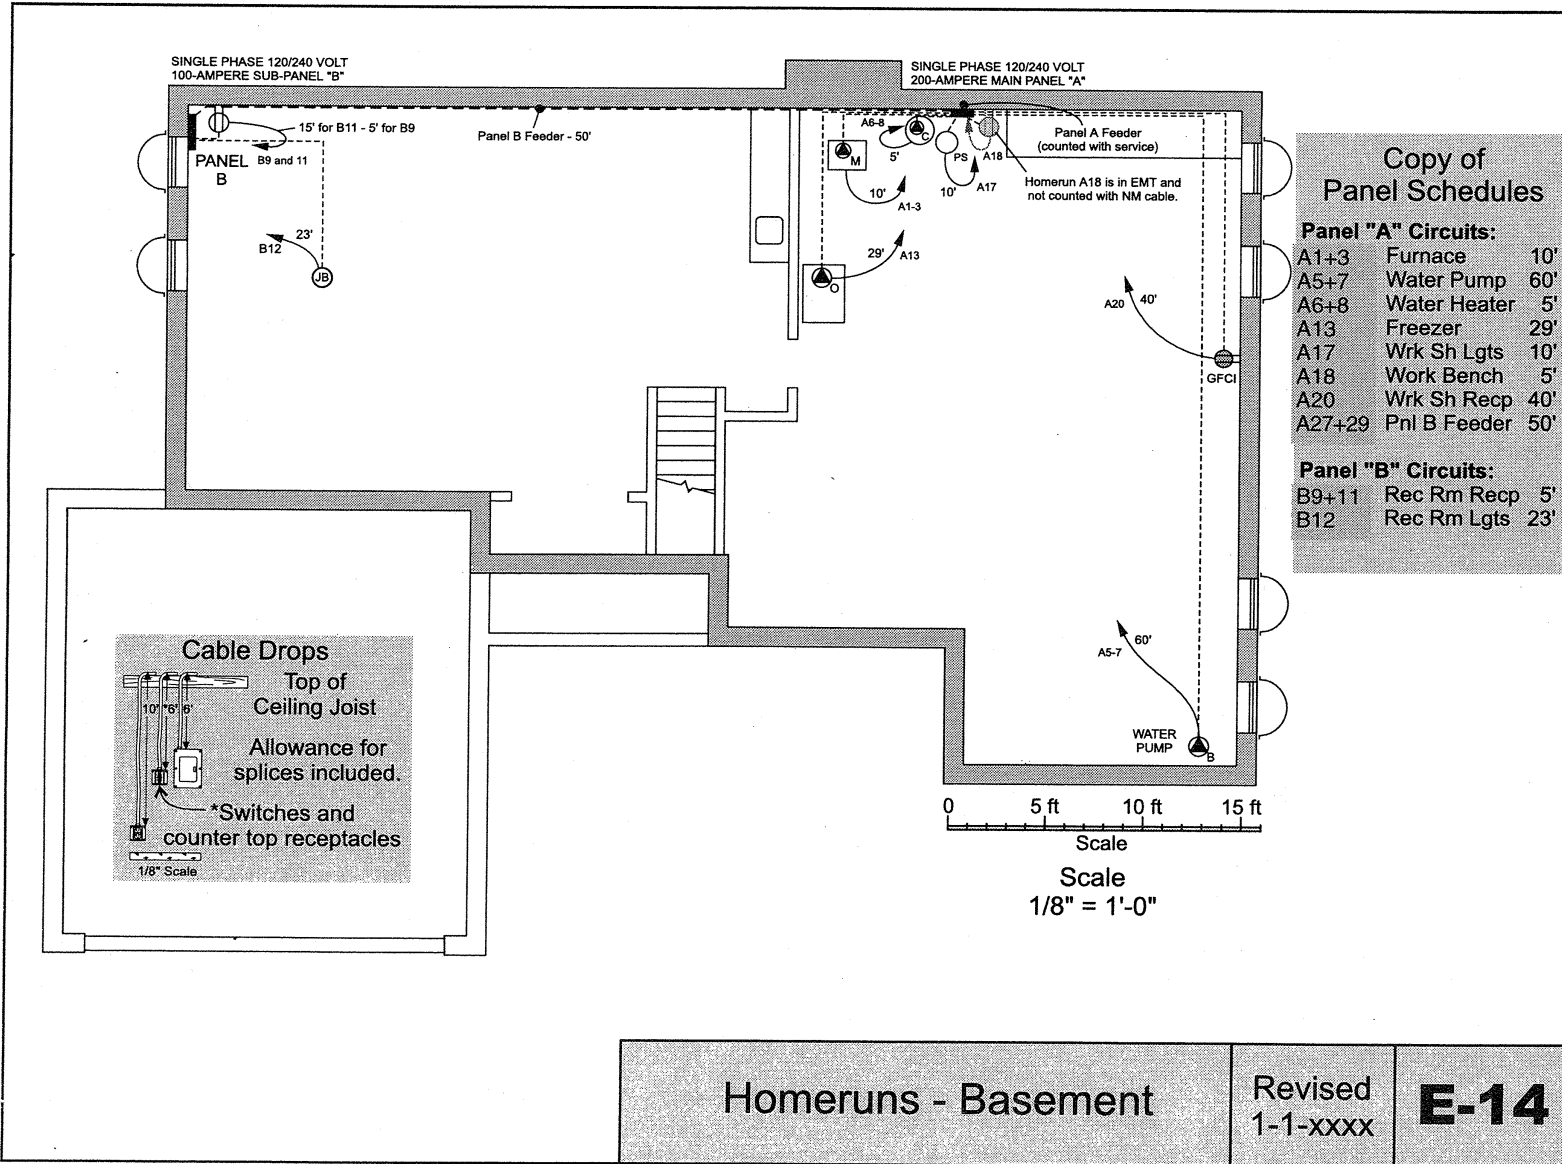 SINGLE PHASE 120/240 VOLT
100-AMPERE SUB-PANEL "B"
SINGLE PHASE 120/240 VOLT
200-AMPERE MAIN PANEL "A"
15' for B11 - 5' for B9
PANEL
B
B9 and 11
Panel B Feeder - 50'
A6-8
C
5'
M
PS
A18
10'
A1-3
10'
A17
Panel A Feeder
(counted with service)
Homerun A18 is in EMT and
not counted with NM cable.
23'
B12
JB
29'
A13
O
A20
40'
GFCI
A5-7
60'
WATER
PUMP
B
Copy of
Panel Schedules
Panel "A" Circuits:
A1+3 Furnace 10'
A5+7 Water Pump 60'
A6+8 Water Heater 5'
A13 Freezer 29'
A17 Wrk Sh Lgts 10'
A18 Work Bench 5'
A20 Wrk Sh Recp 40'
A27+29 Pnl B Feeder 50'
Panel "B" Circuits:
B9+11 Rec Rm Recp 5'
B12 Rec Rm Lgts 23'
Cable Drops
Top of
Ceiling Joist
10' *6' 6'
Allowance for
splices included.
*Switches and
counter top receptacles
1/8" Scale
0 5 ft 10 ft 15 ft
Scale
Scale
1/8" = 1'-0"
Homeruns - Basement
Revised
1-1-xxxx
E-14